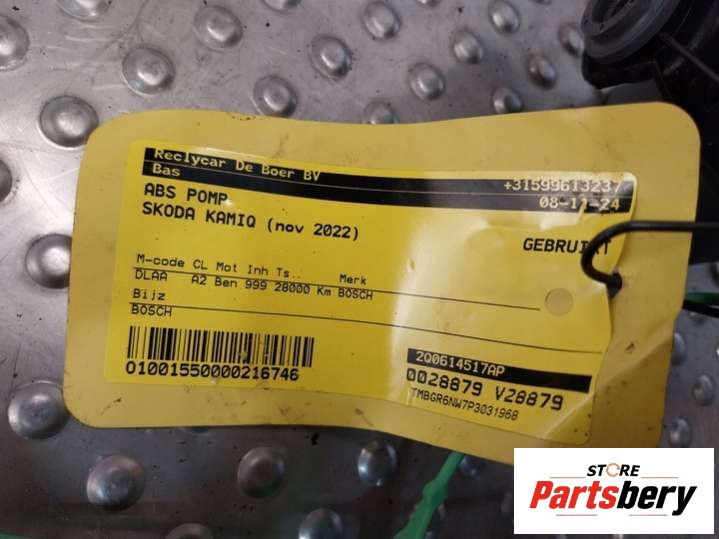 Reclycar De Boer BV
Bas
+31599613237
08-11-24
ABS POMP
SKODA KAMIQ (nov 2022)
GEBRUIKT
M-code CL Mot Inh Ts.. Merk
DLAA A2 Ben 999 28000 Km BOSCH
Bijz
BOSCH
O1001550000216746
2Q0614517AP
0028879 V28879
TMBGR6NW7P3031968
STORE
Partsbery